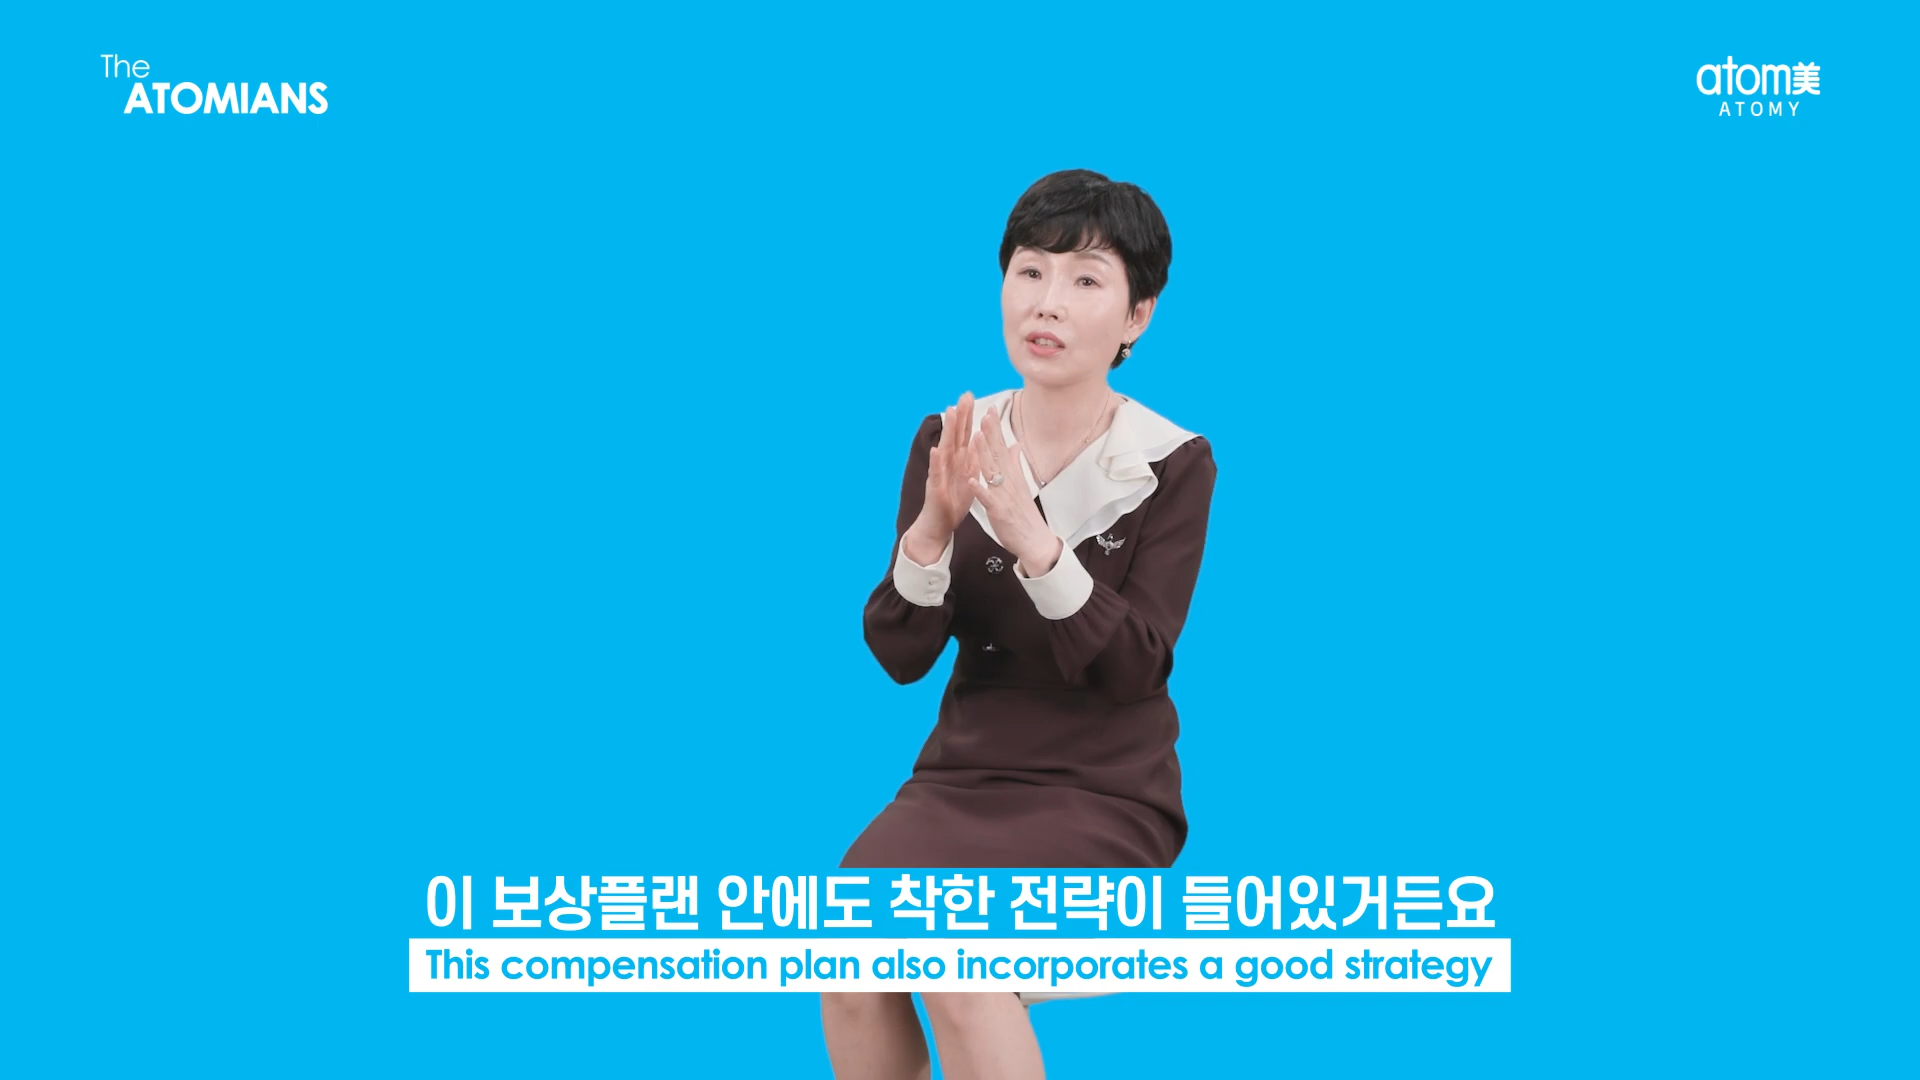 The
ATOMIANS
atom美
ATOMY
이 보상플랜 안에도 착한 전략이 들어있거든요
This compensation plan also incorporates a good strategy